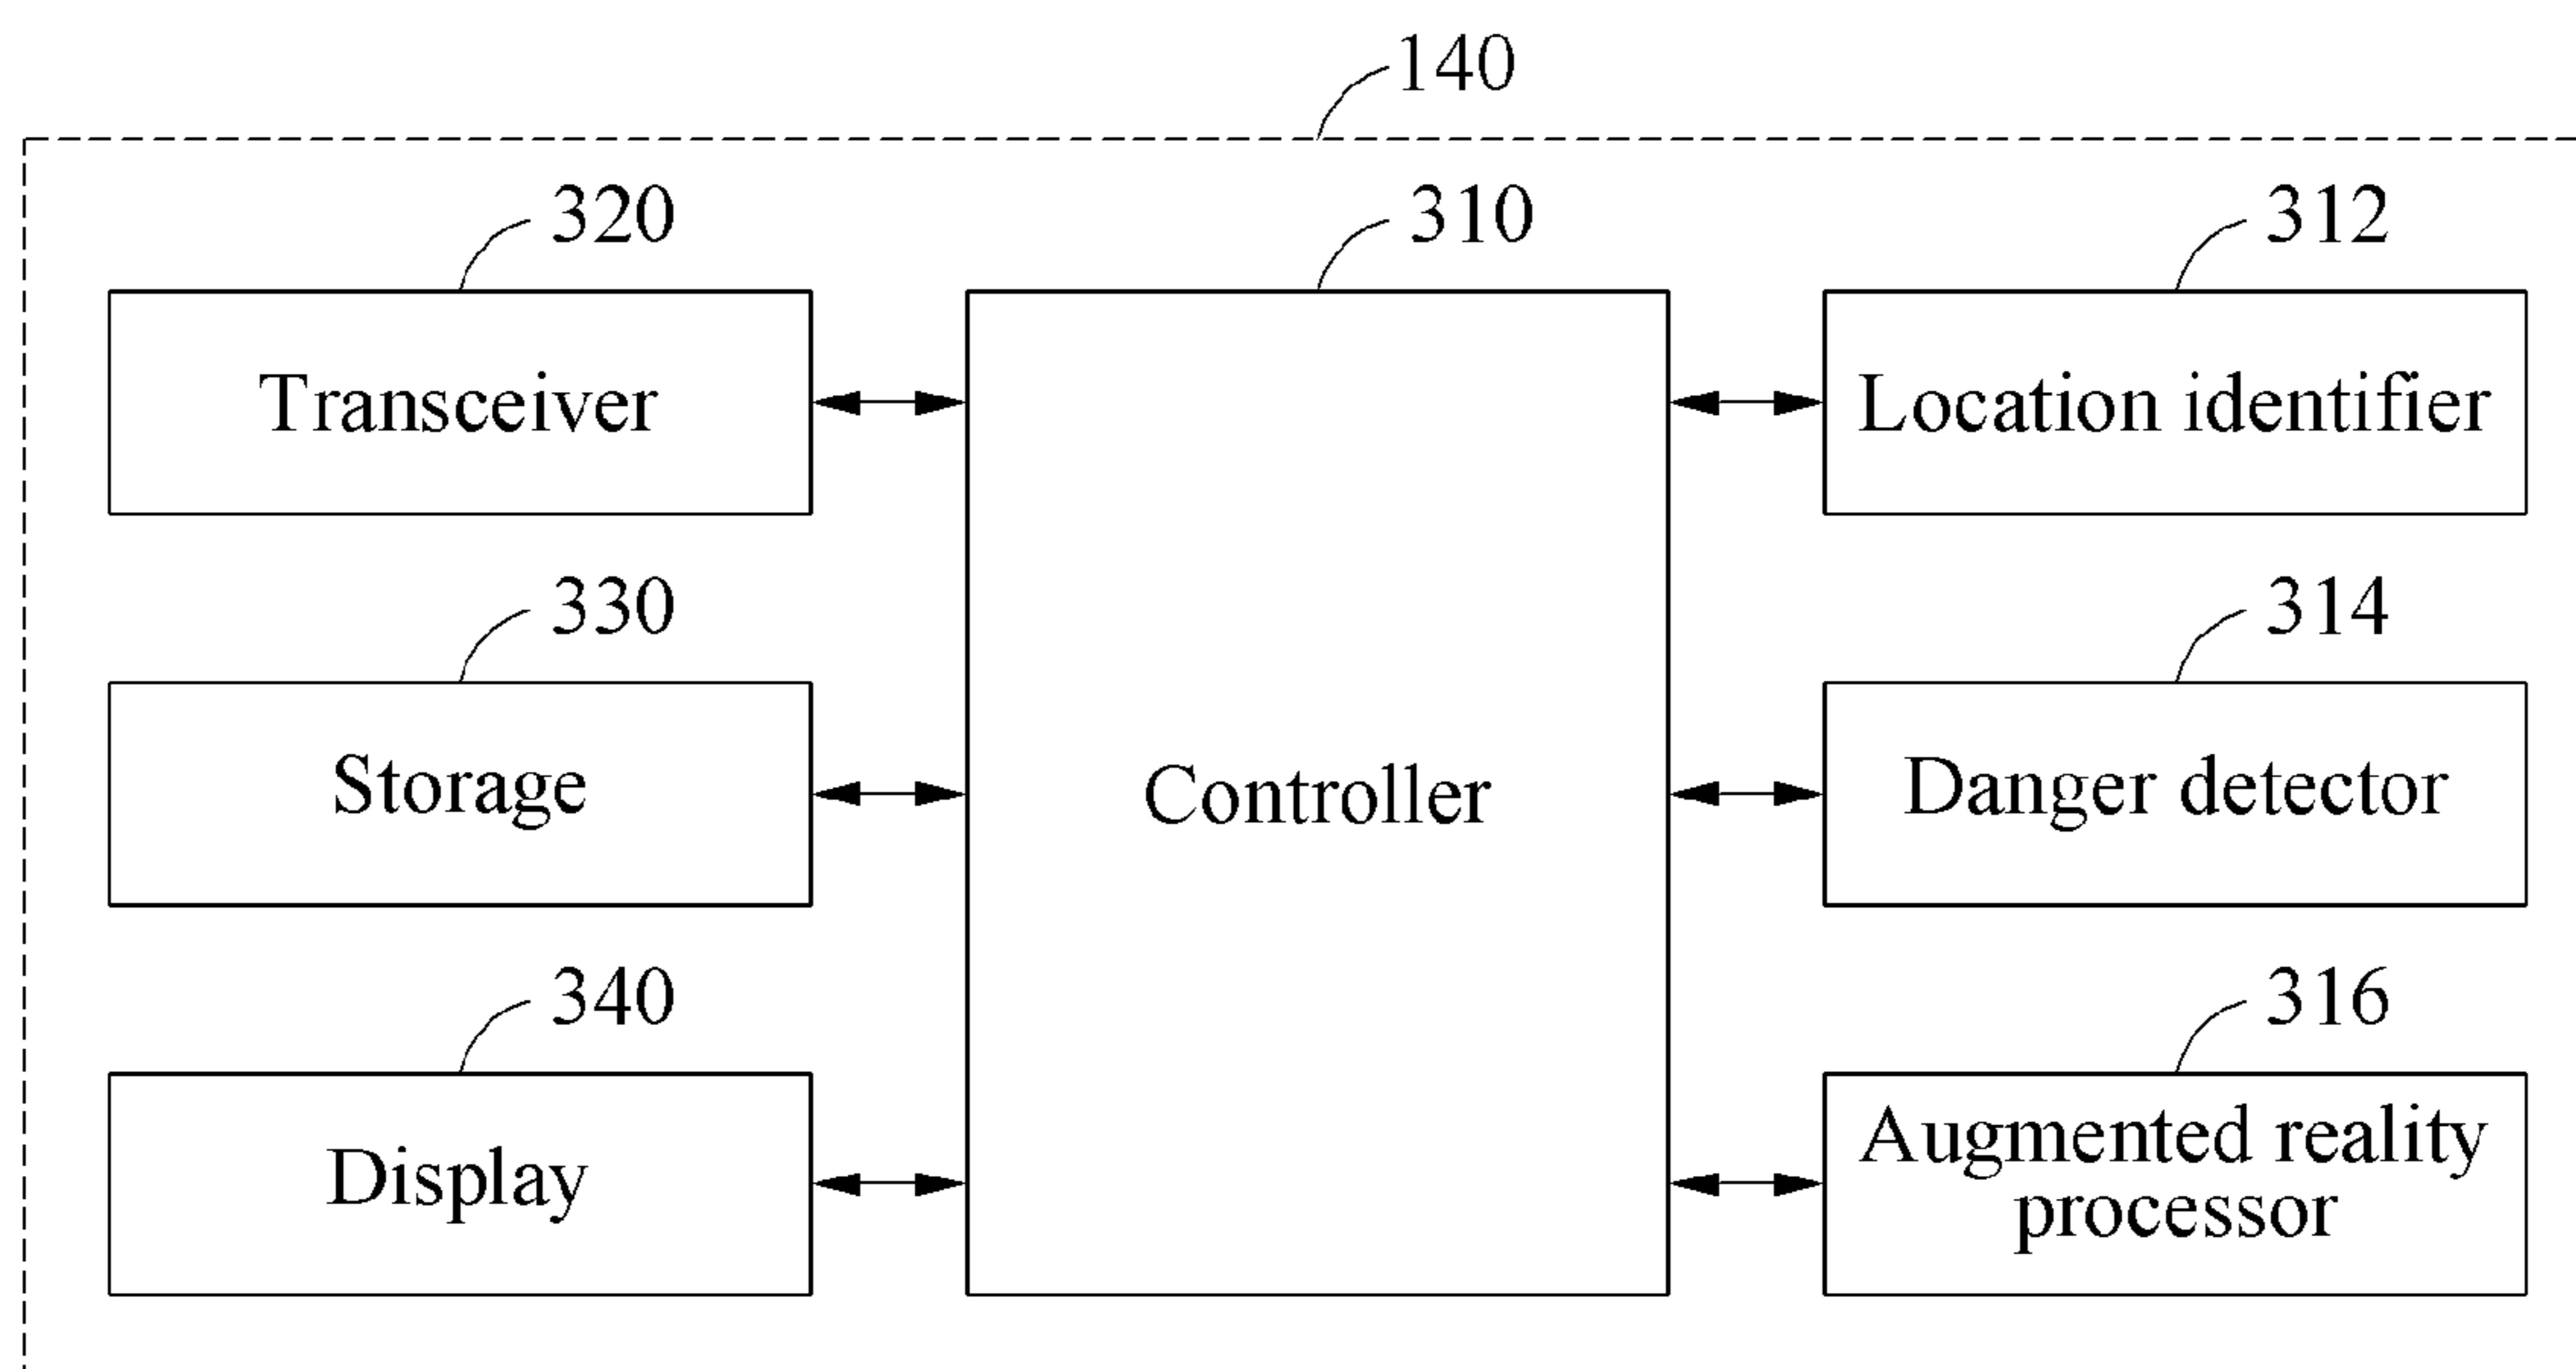 140
320
310
312
Transceiver
Location identifier
330
314
Storage
Controller
Danger detector
340
316
Display
Augmented reality
processor